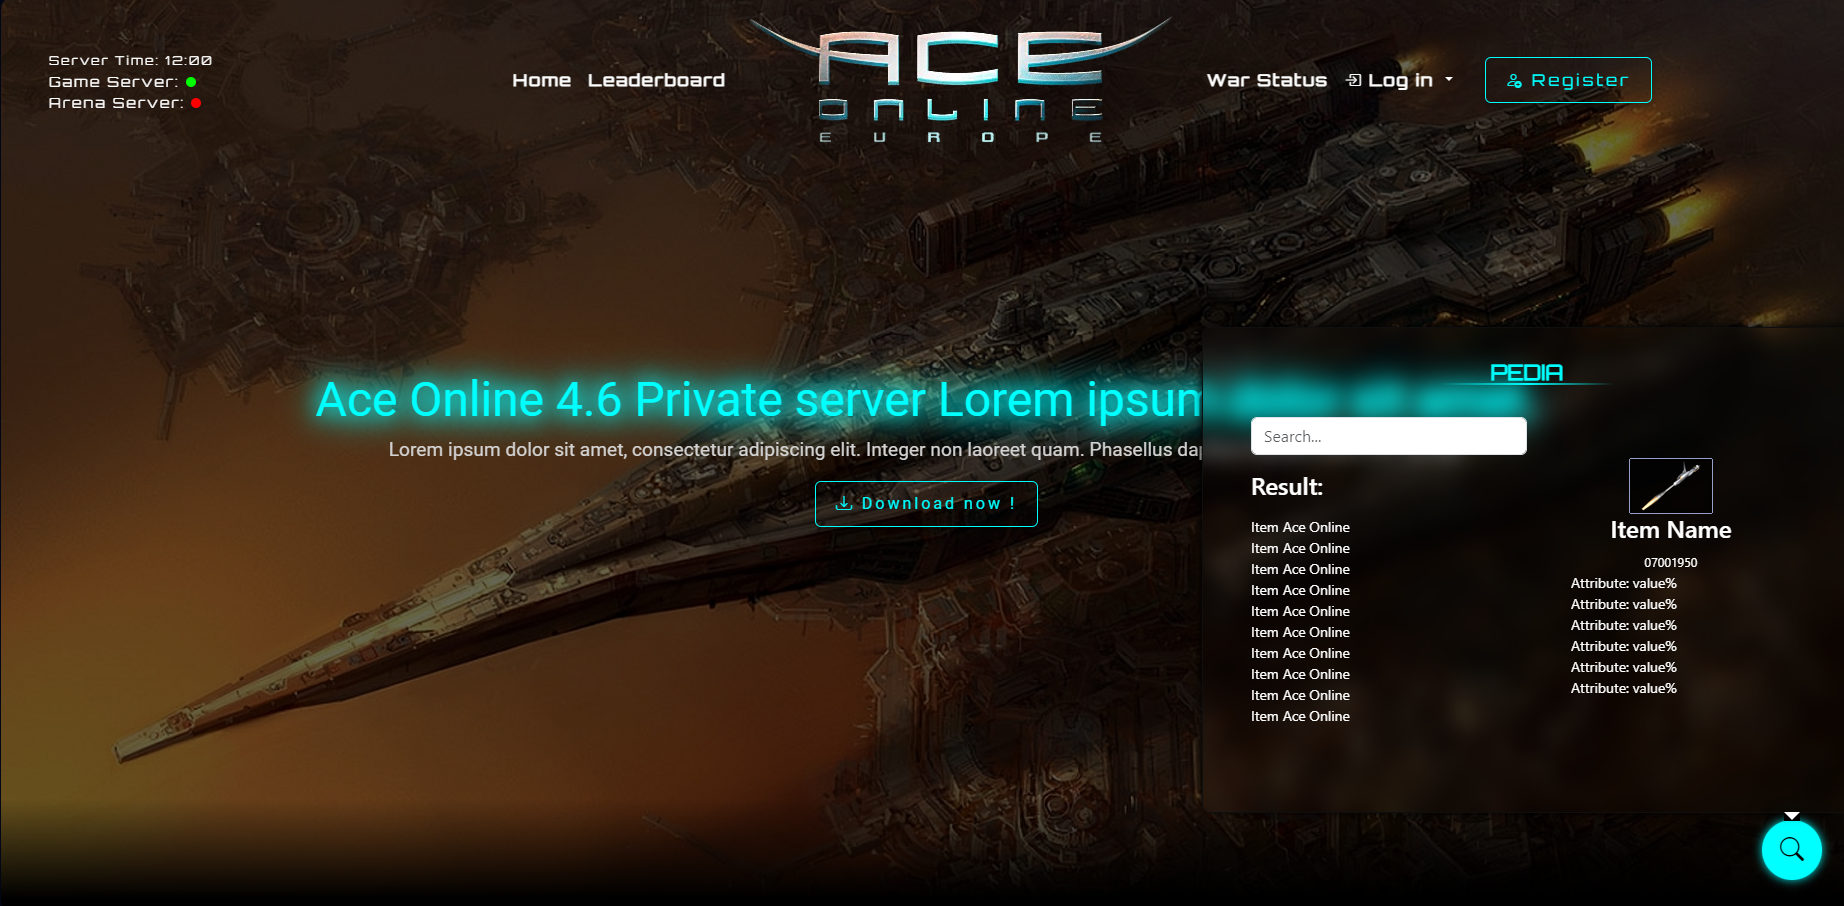 Server Time: 12:00
Game Server:
Arena Server:
Home
Leaderboard
ACE
ONLINE
EUROPE
War Status
Log in
Register
Ace Online 4.6 Private server Lorem ipsum
Lorem ipsum dolor sit amet, consectetur adipiscing elit. Integer non laoreet quam. Phasellus
Download now !
PEDIA
Search...
Result:
Item Ace Online
Item Ace Online
Item Ace Online
Item Ace Online
Item Ace Online
Item Ace Online
Item Ace Online
Item Ace Online
Item Ace Online
Item Ace Online
Item Name
07001950
Attribute: value%
Attribute: value%
Attribute: value%
Attribute: value%
Attribute: value%
Attribute: value%